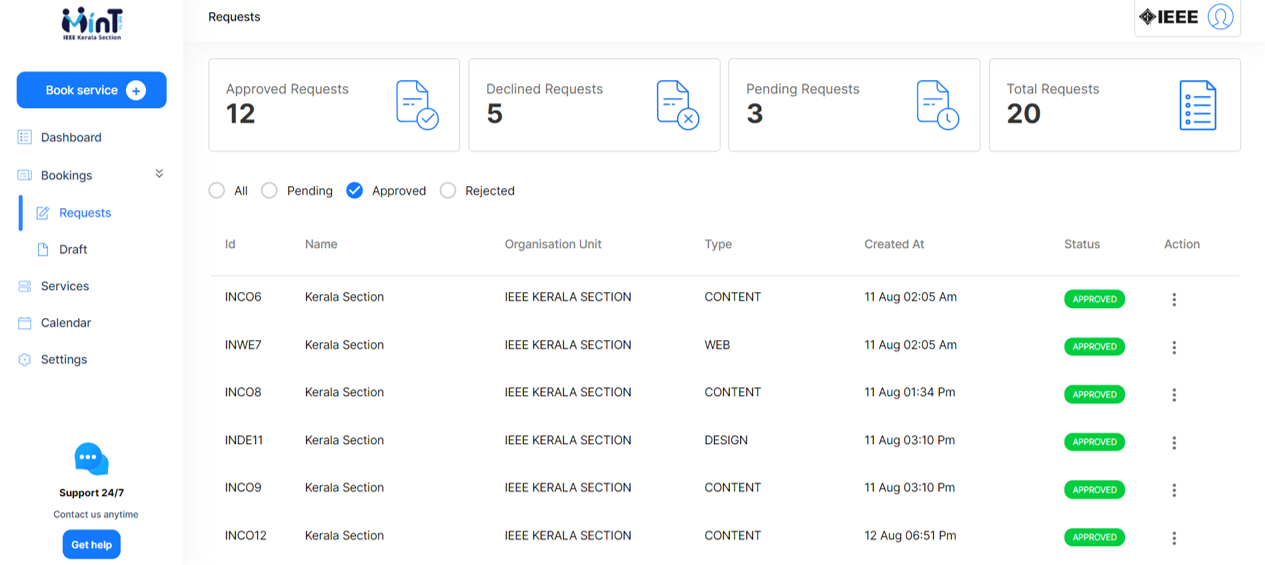 MinT
IEEE Kerala Section
Requests
IEEE
Book service
Dashboard
Bookings
Requests
Draft
Services
Calendar
Settings
Support 24/7
Contact us anytime
Get help
Approved Requests
12
Declined Requests
5
Pending Requests
3
Total Requests
20
All Pending Approved Rejected
Id Name Organisation Unit Type Created At Status Action
INCO6 Kerala Section IEEE KERALA SECTION CONTENT 11 Aug 02:05 Am APPROVED
INWE7 Kerala Section IEEE KERALA SECTION WEB 11 Aug 02:05 Am APPROVED
INCO8 Kerala Section IEEE KERALA SECTION CONTENT 11 Aug 01:34 Pm APPROVED
INDE11 Kerala Section IEEE KERALA SECTION DESIGN 11 Aug 03:10 Pm APPROVED
INCO9 Kerala Section IEEE KERALA SECTION CONTENT 11 Aug 03:10 Pm APPROVED
INCO12 Kerala Section IEEE KERALA SECTION CONTENT 12 Aug 06:51 Pm APPROVED